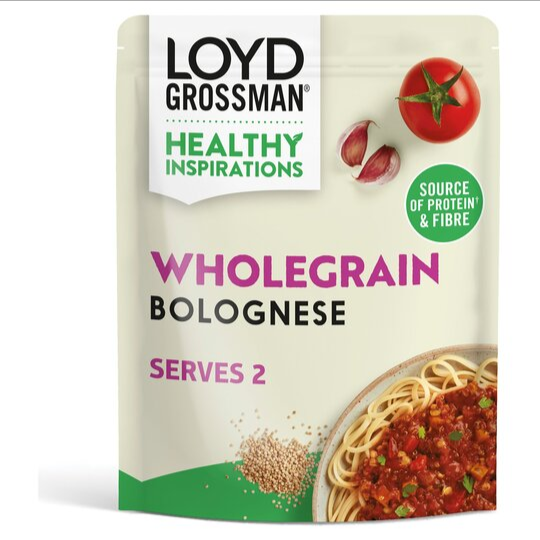 LOYD
GROSSMAN®
HEALTHY
INSPIRATIONS
SOURCE
OF PROTEIN†
& FIBRE
WHOLEGRAIN
BOLOGNESE
SERVES 2